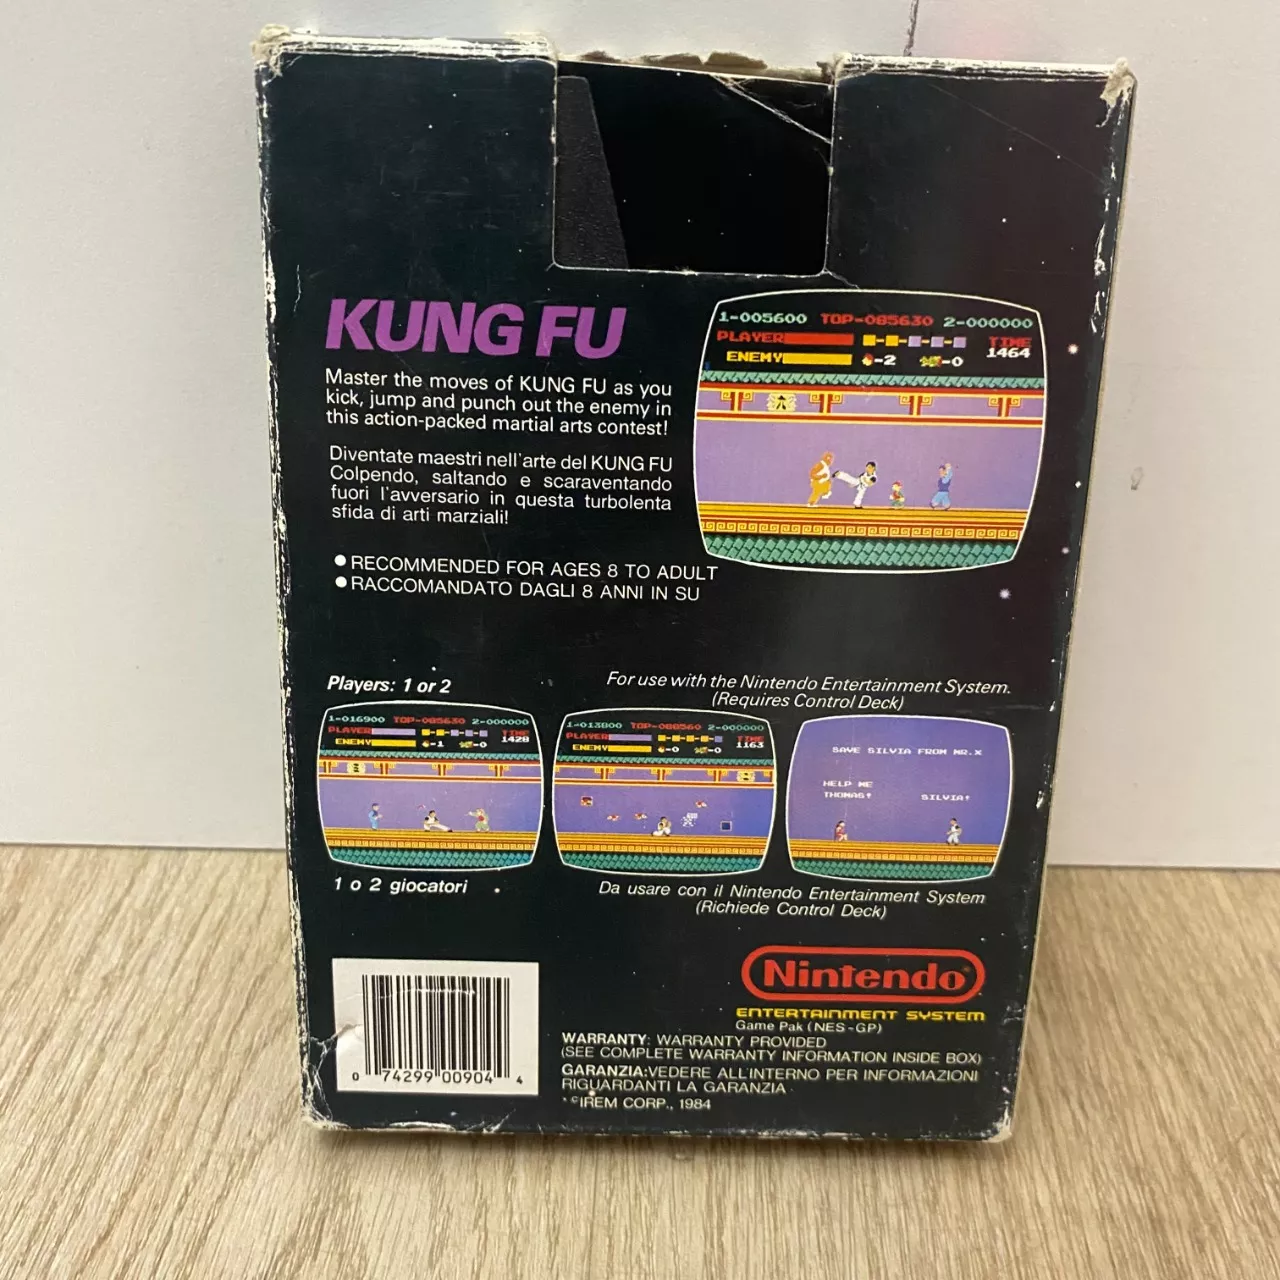 KUNG FU
Master the moves of KUNG FU as you
kick, jump and punch out the enemy in
this action-packed martial arts contest!
Diventate maestri nell'arte del KUNG FU
Colpendo, saltando e scaraventando
fuori l'avversario in questa turbolenta
sfida di arti marziali!
● RECOMMENDED FOR AGES 8 TO ADULT
● RACCOMANDATO DAGLI 8 ANNI IN SU
1-005600 TOP-085630 2-000000
PLAYER TIME
ENEMY -2 -0 1464
Players: 1 or 2
For use with the Nintendo Entertainment System.
(Requires Control Deck)
1-016900 TOP-085630 2-000000
PLAYER TIME
ENEMY -1 -0 1428
1-013800 TOP-088560 2-000000
PLAYER TIME
ENEMY -0 -0 1163
SAVE SILVIA FROM MR.X
HELP ME
THOMAS! SILVIA!
1 o 2 giocatori
Da usare con il Nintendo Entertainment System
(Richiede Control Deck)
Nintendo®
ENTERTAINMENT SYSTEM
Game Pak (NES-GP)
WARRANTY: WARRANTY PROVIDED
(SEE COMPLETE WARRANTY INFORMATION INSIDE BOX)
GARANZIA:VEDERE ALL'INTERNO PER INFORMAZIONI
RIGUARDANTI LA GARANZIA
©IREM CORP., 1984
0 74299 00904 4